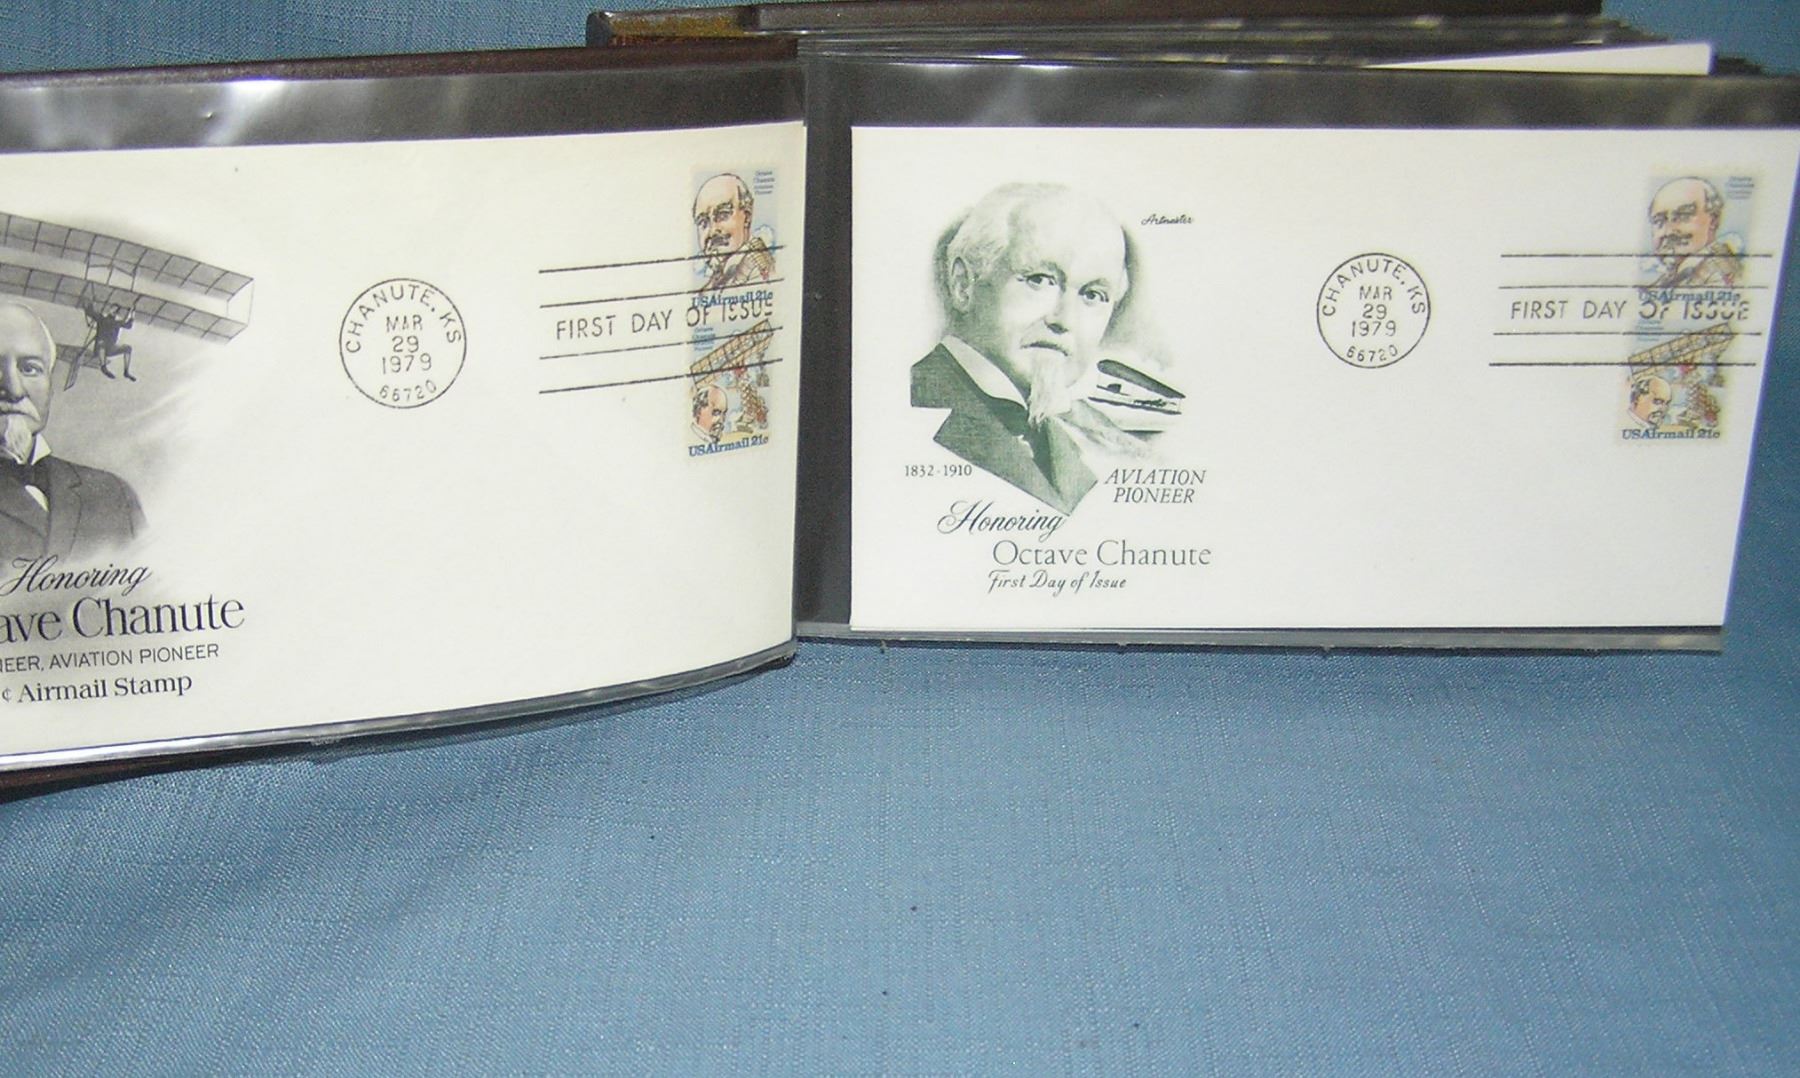 CHANUTE, KS
MAR
29
1979
66720
FIRST DAY OF ISSUE
USAirmail 21c
USAirmail 21c
Honoring
ave Chanute
NEER, AVIATION PIONEER
¢ Airmail Stamp
Artmaster
1832-1910
AVIATION
PIONEER
Honoring
Octave Chanute
First Day of Issue
CHANUTE, KS
MAR
29
1979
66720
FIRST DAY OF ISSUE
USAirmail 21c
USAirmail 21c